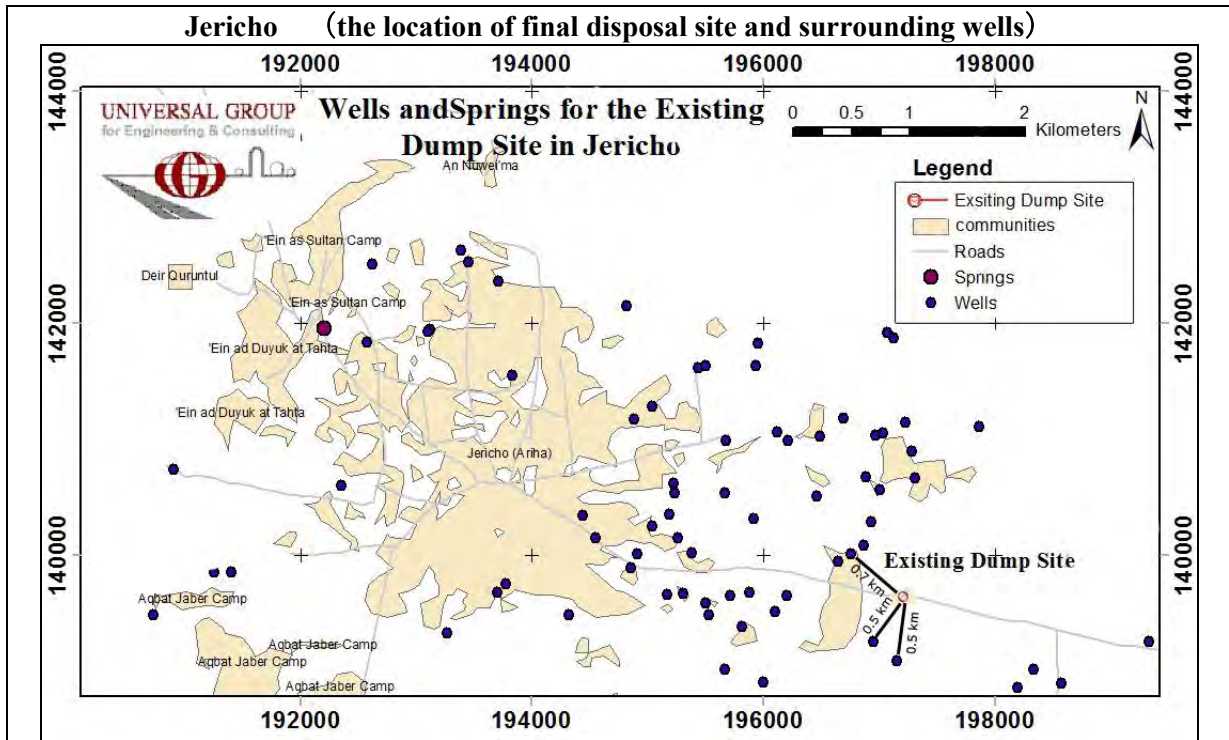 Jericho （the location of final disposal site and surrounding wells）
192000 194000 196000 198000
144000
144000
UNIVERSAL GROUP
for Engineering & Consulting
Wells andSprings for the Existing
Dump Site in Jericho
0 0.5 1 2
Kilometers
N
Legend
Exsiting Dump Site
communities
Roads
Springs
Wells
An Nuwei'ma
'Ein as Sultan Camp
Deir Quruntul
'Ein as Sultan Camp
142000
142000
'Ein ad Duyuk at Tahta
'Ein ad Duyuk at Tahta
Jericho (Ariha)
140000
140000
Existing Dump Site
0.7 km
0.5 km
0.5 km
Aqbat Jaber Camp
Aqbat Jaber Camp
Aqbat Jaber Camp
Aqbat Jaber Camp
192000 194000 196000 198000